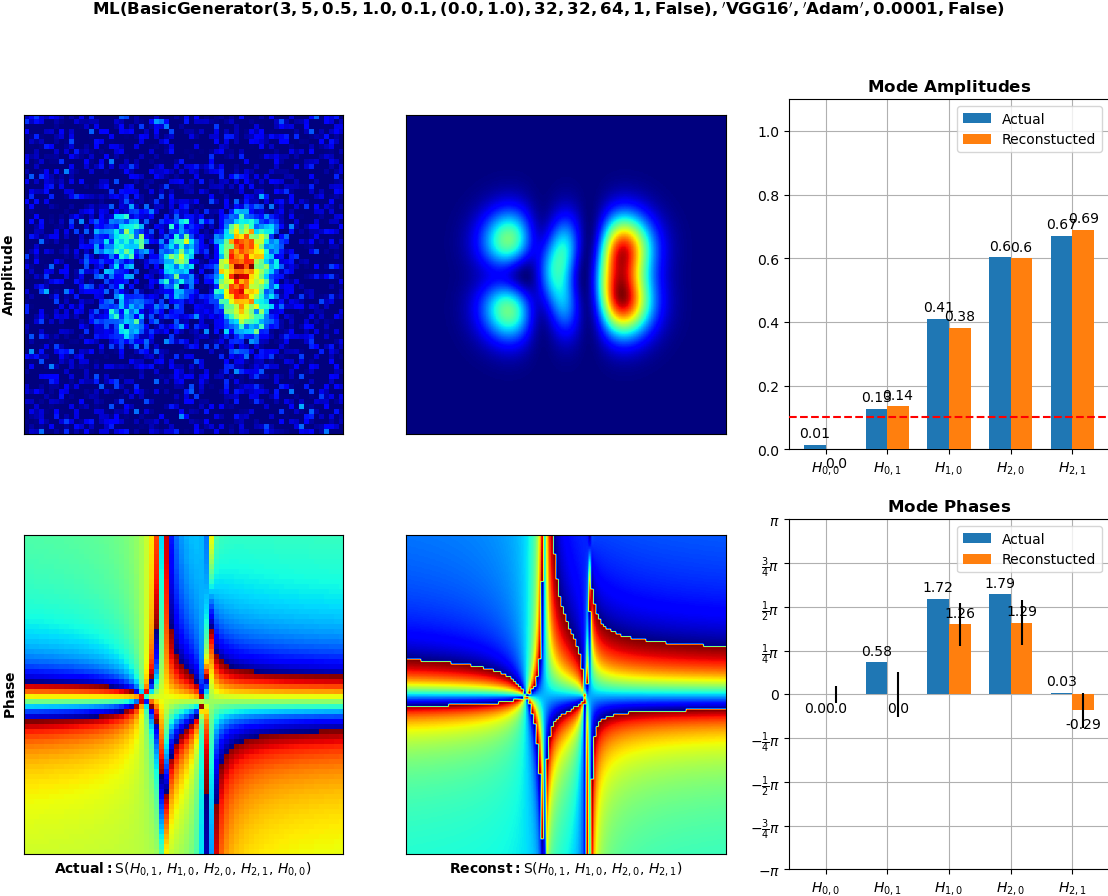 ML(BasicGenerator(3, 5, 0.5, 1.0, 0.1, (0.0, 1.0), 32, 32, 64, 1, False), ′VGG16′, ′Adam′, 0.0001, False)
Amplitude
Mode Amplitudes
Actual
Reconstucted
1.0
0.8
0.6
0.4
0.2
0.0
0.01
0.0
0.13
0.14
0.41
0.38
0.6
0.6
0.67
0.69
H0,0
H0,1
H1,0
H2,0
H2,1
Phase
Actual: S(H0,1, H1,0, H2,0, H2,1, H0,0)
Reconst: S(H0,1, H1,0, H2,0, H2,1)
Mode Phases
Actual
Reconstucted
π
3/4π
1/2π
1/4π
0
−1/4π
−1/2π
−3/4π
−π
0.0
0.0
0.58
0.0
1.72
1.26
1.79
1.29
0.03
-0.29
H0,0
H0,1
H1,0
H2,0
H2,1